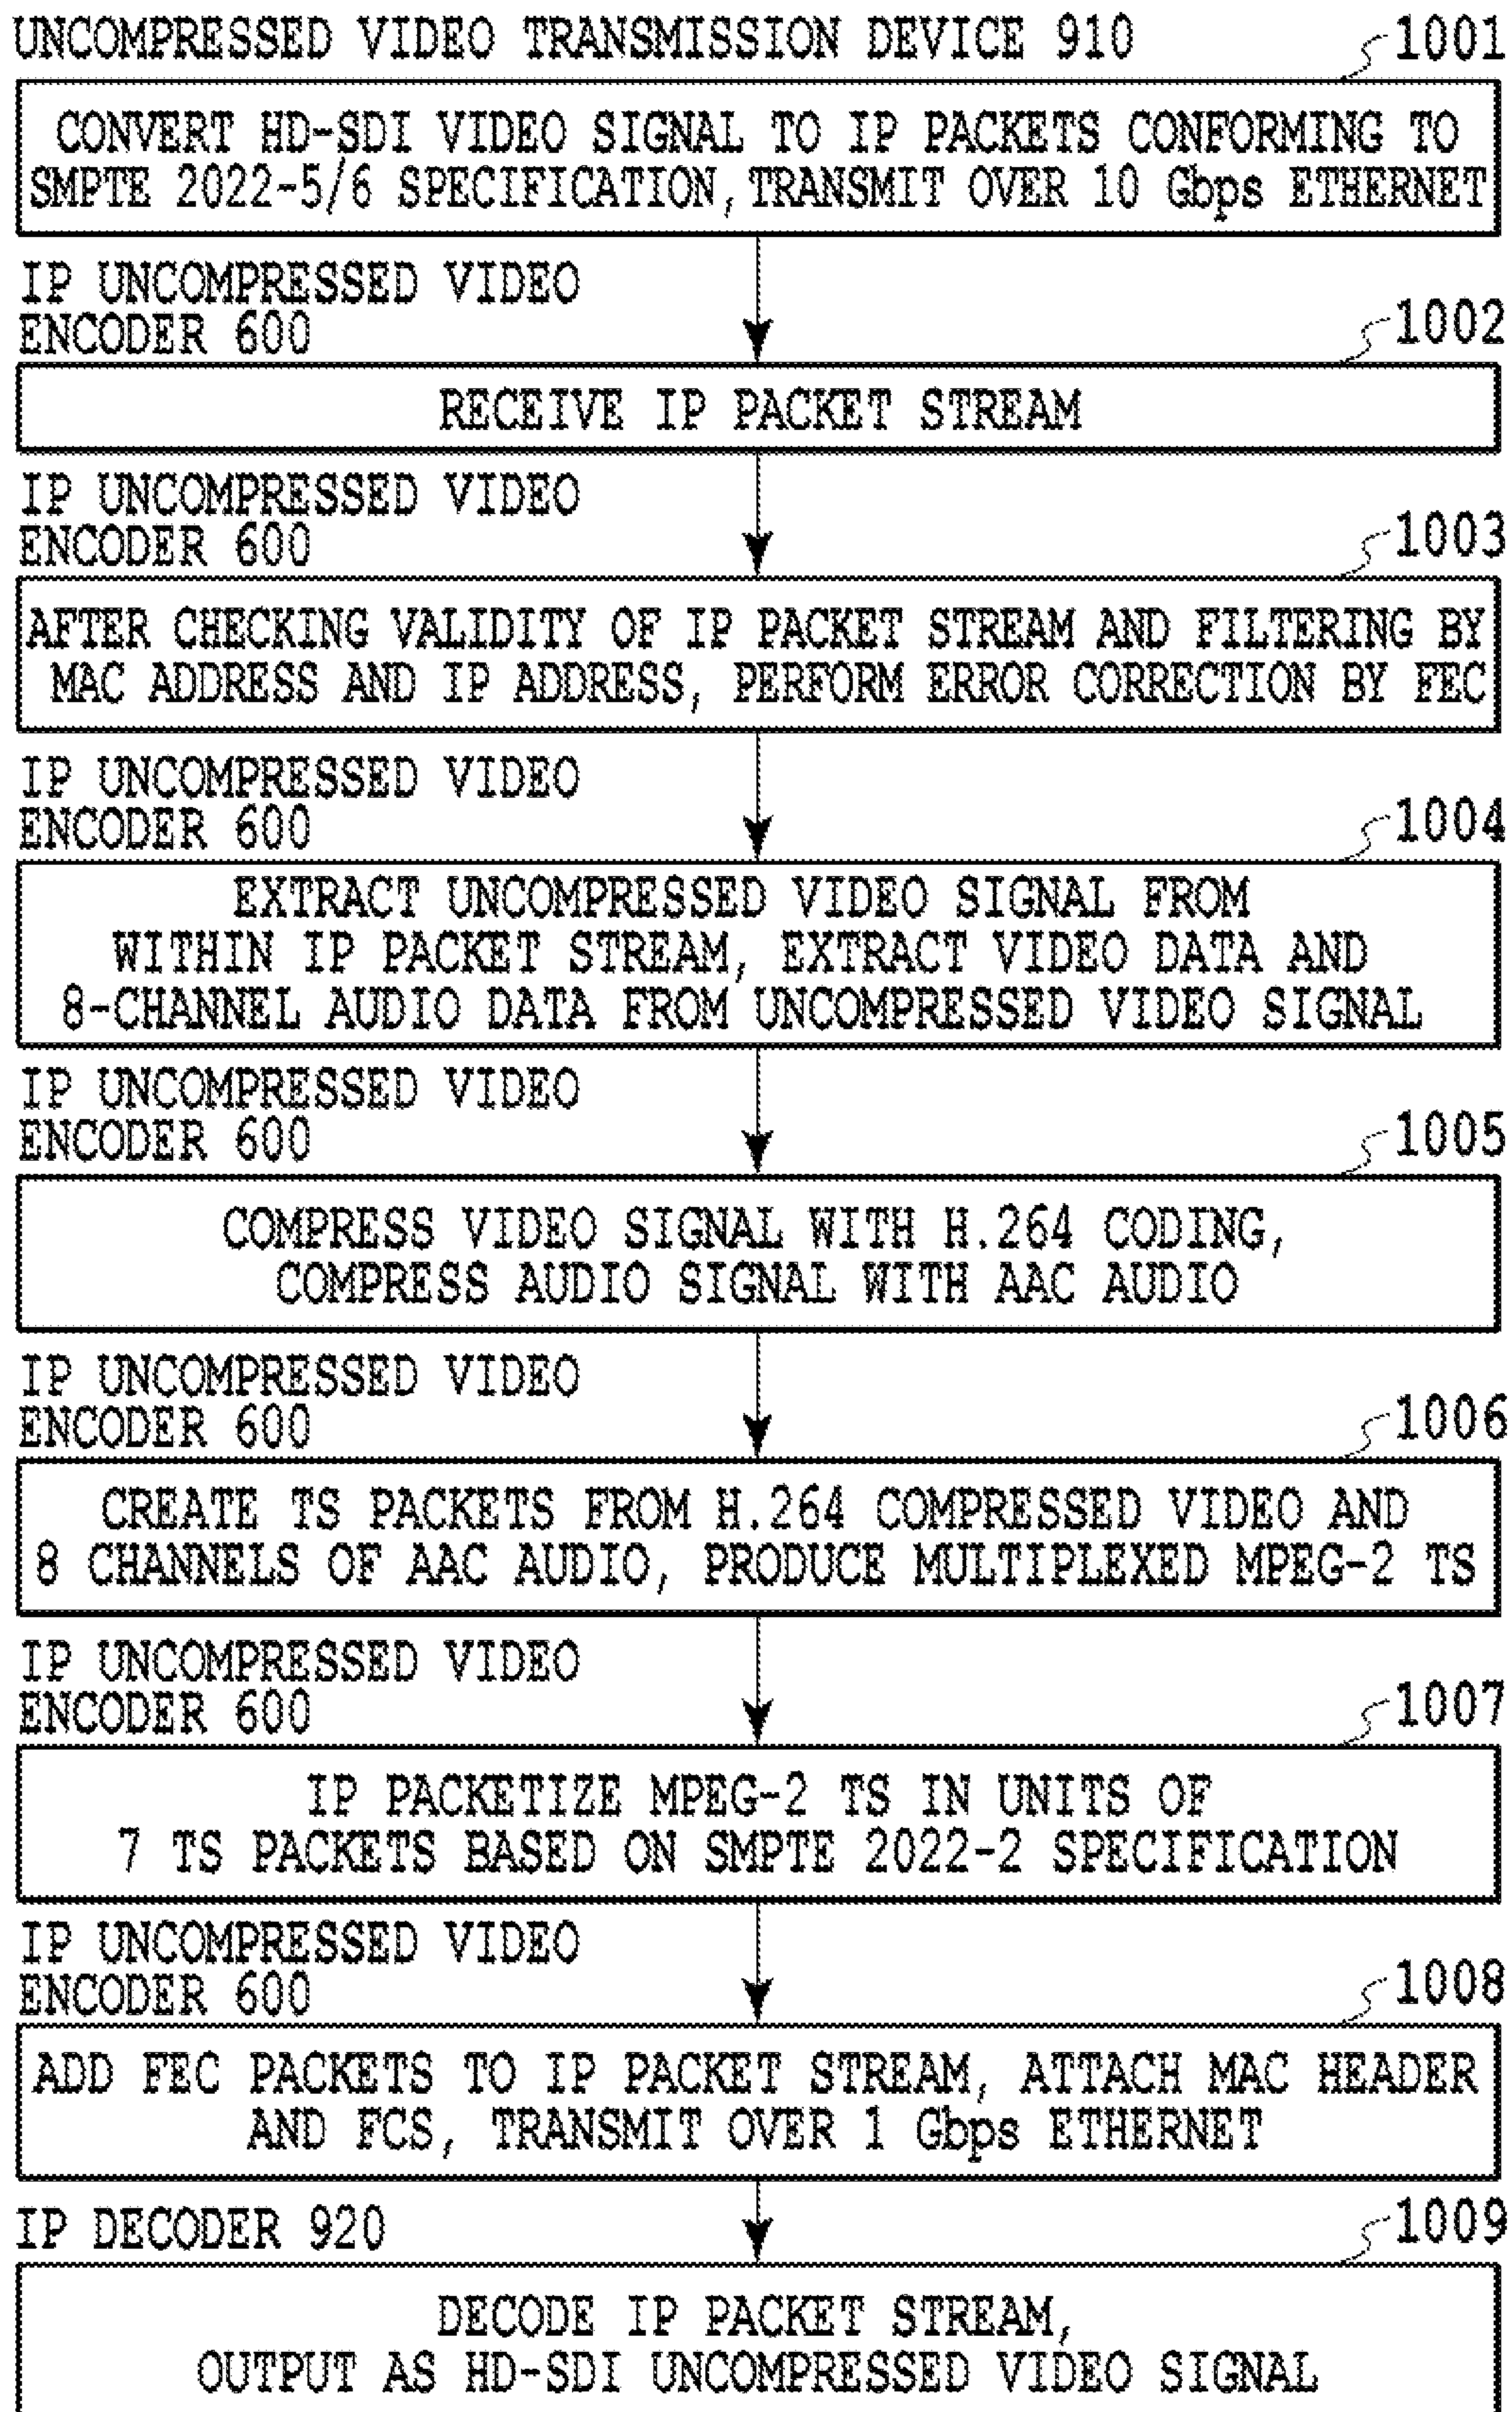 UNCOMPRESSED VIDEO TRANSMISSION DEVICE 910
1001
CONVERT HD-SDI VIDEO SIGNAL TO IP PACKETS CONFORMING TO
SMPTE 2022-5/6 SPECIFICATION, TRANSMIT OVER 10 Gbps ETHERNET
IP UNCOMPRESSED VIDEO
ENCODER 600
1002
RECEIVE IP PACKET STREAM
IP UNCOMPRESSED VIDEO
ENCODER 600
1003
AFTER CHECKING VALIDITY OF IP PACKET STREAM AND FILTERING BY
MAC ADDRESS AND IP ADDRESS, PERFORM ERROR CORRECTION BY FEC
IP UNCOMPRESSED VIDEO
ENCODER 600
1004
EXTRACT UNCOMPRESSED VIDEO SIGNAL FROM
WITHIN IP PACKET STREAM, EXTRACT VIDEO DATA AND
8-CHANNEL AUDIO DATA FROM UNCOMPRESSED VIDEO SIGNAL
IP UNCOMPRESSED VIDEO
ENCODER 600
1005
COMPRESS VIDEO SIGNAL WITH H.264 CODING,
COMPRESS AUDIO SIGNAL WITH AAC AUDIO
IP UNCOMPRESSED VIDEO
ENCODER 600
1006
CREATE TS PACKETS FROM H.264 COMPRESSED VIDEO AND
8 CHANNELS OF AAC AUDIO, PRODUCE MULTIPLEXED MPEG-2 TS
IP UNCOMPRESSED VIDEO
ENCODER 600
1007
IP PACKETIZE MPEG-2 TS IN UNITS OF
7 TS PACKETS BASED ON SMPTE 2022-2 SPECIFICATION
IP UNCOMPRESSED VIDEO
ENCODER 600
1008
ADD FEC PACKETS TO IP PACKET STREAM, ATTACH MAC HEADER
AND FCS, TRANSMIT OVER 1 Gbps ETHERNET
IP DECODER 920
1009
DECODE IP PACKET STREAM,
OUTPUT AS HD-SDI UNCOMPRESSED VIDEO SIGNAL